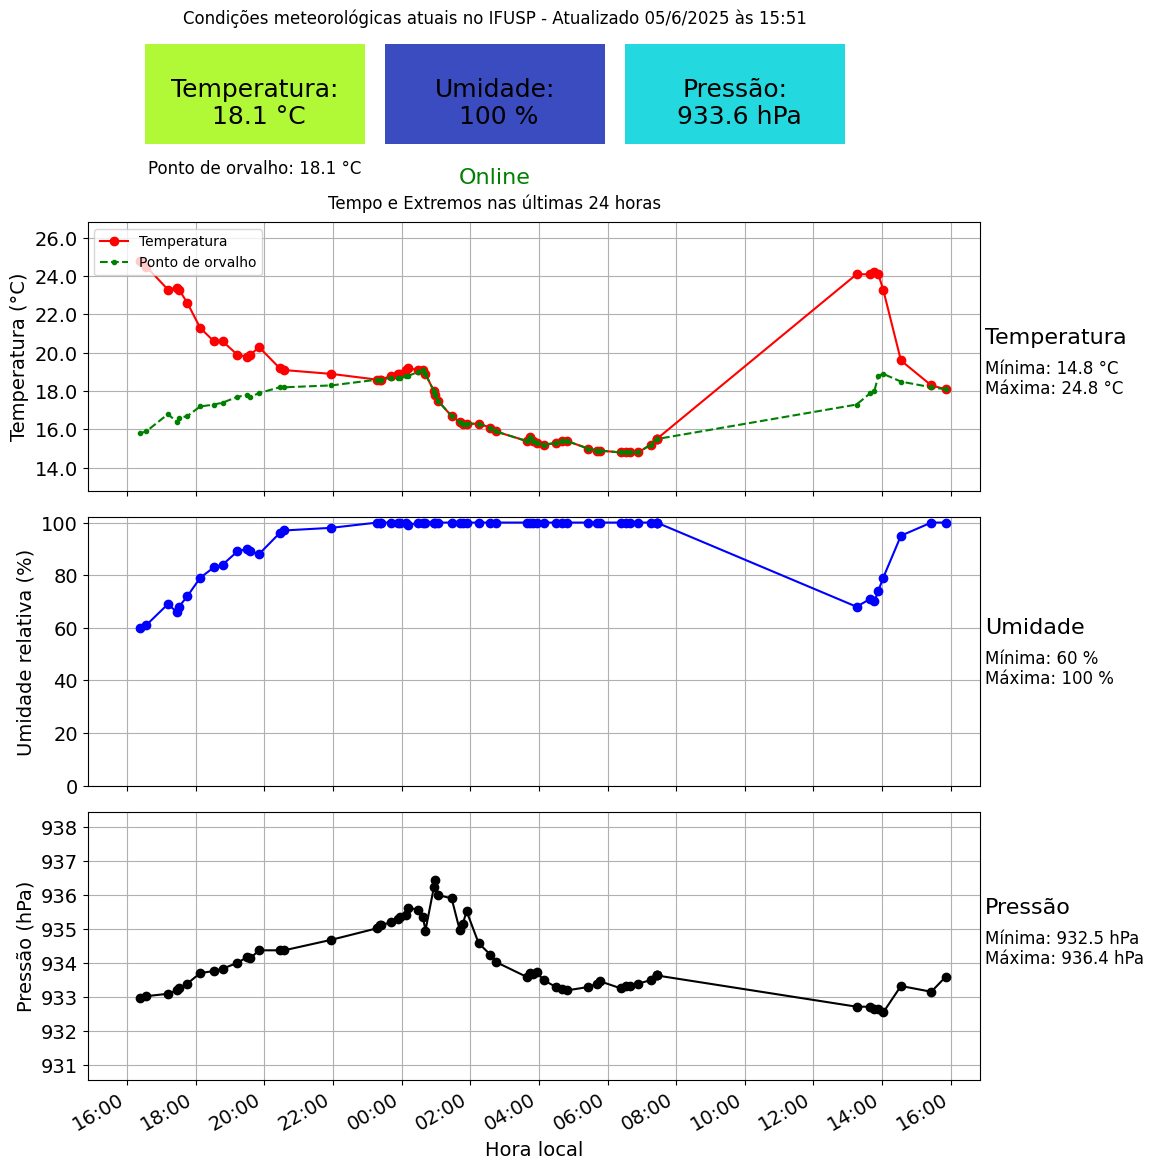 Condições meteorológicas atuais no IFUSP - Atualizado 05/6/2025 às 15:51
Temperatura:
18.1 °C
Umidade:
100 %
Pressão:
933.6 hPa
Ponto de orvalho: 18.1 °C
Online
Tempo e Extremos nas últimas 24 horas
Temperatura (°C)
26.0
24.0
22.0
20.0
18.0
16.0
14.0
Temperatura
Ponto de orvalho
Temperatura
Mínima: 14.8 °C
Máxima: 24.8 °C
Umidade relativa (%)
100
80
60
40
20
0
Umidade
Mínima: 60 %
Máxima: 100 %
Pressão (hPa)
938
937
936
935
934
933
932
931
Pressão
Mínima: 932.5 hPa
Máxima: 936.4 hPa
16:00
18:00
20:00
22:00
00:00
02:00
04:00
06:00
08:00
10:00
12:00
14:00
16:00
Hora local